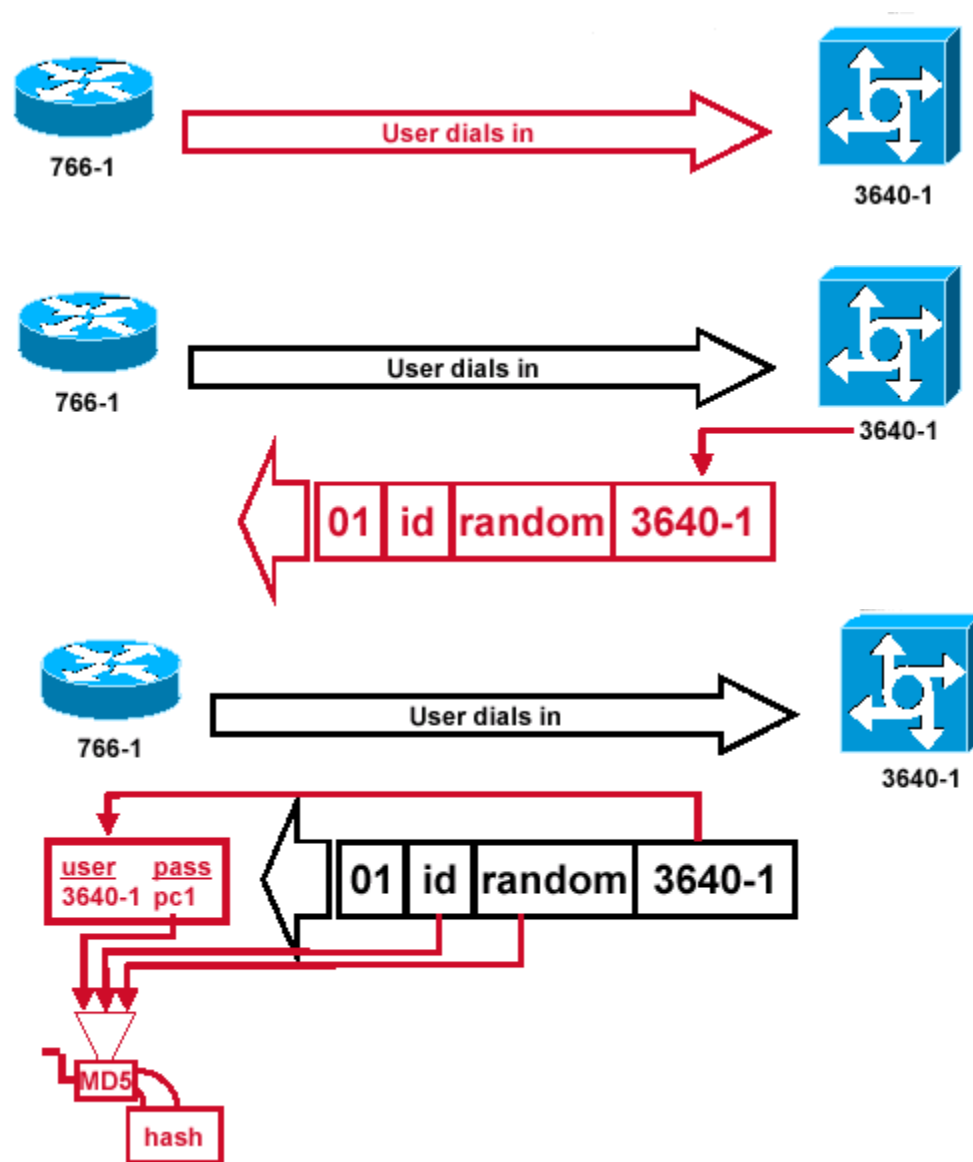 User dials in
766-1
3640-1
User dials in
766-1
3640-1
01 id random 3640-1
User dials in
766-1
3640-1
user pass
3640-1 pc1
01 id random 3640-1
MD5
hash